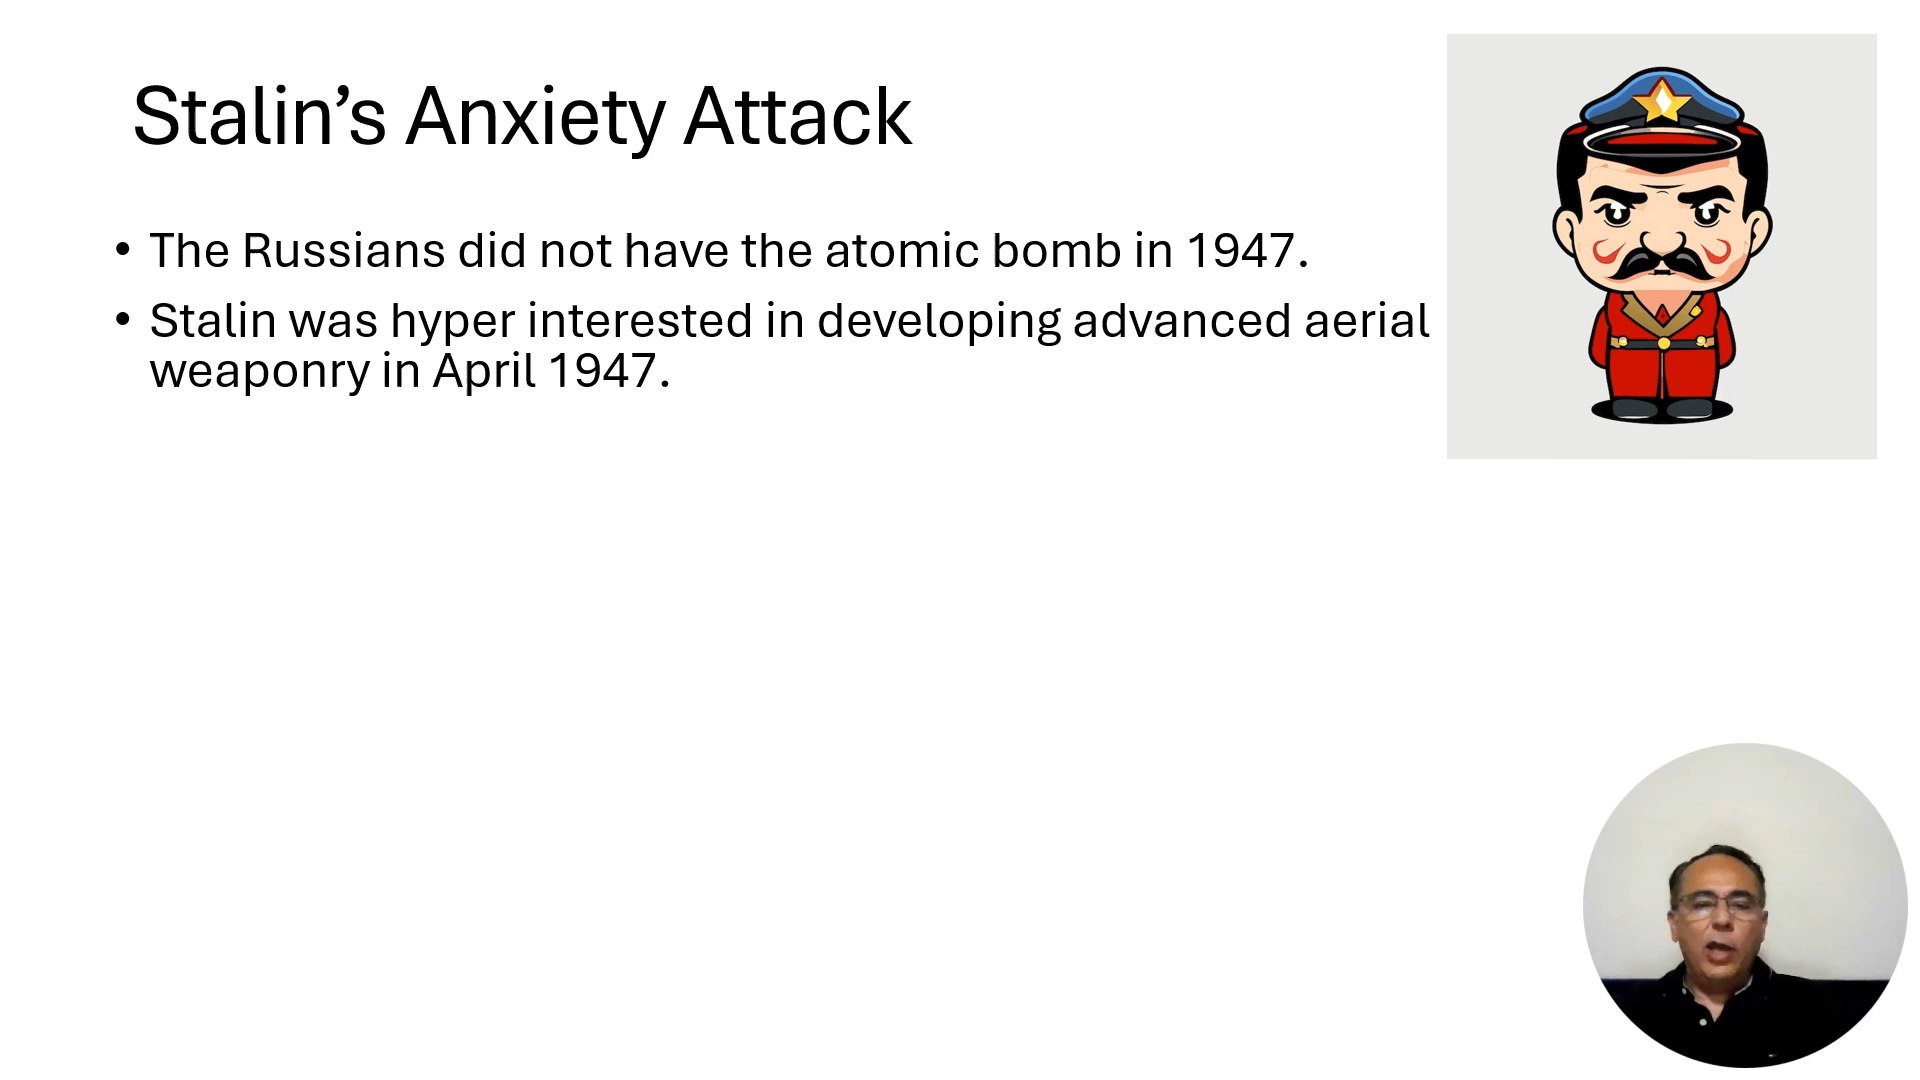 Stalin’s Anxiety Attack
• The Russians did not have the atomic bomb in 1947.
• Stalin was hyper interested in developing advanced aerial
weaponry in April 1947.